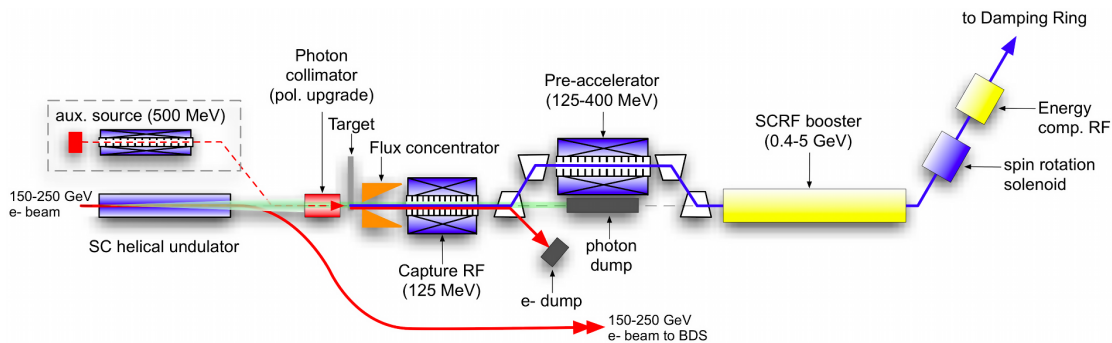 to Damping Ring
Photon
collimator
(pol. upgrade)
Pre-accelerator
(125-400 MeV)
aux. source (500 MeV)
Target
SCRF booster
(0.4-5 GeV)
Energy
comp. RF
Flux concentrator
spin rotation
solenoid
150-250 GeV
e- beam
SC helical undulator
photon
dump
Capture RF
(125 MeV)
e- dump
150-250 GeV
e- beam to BDS